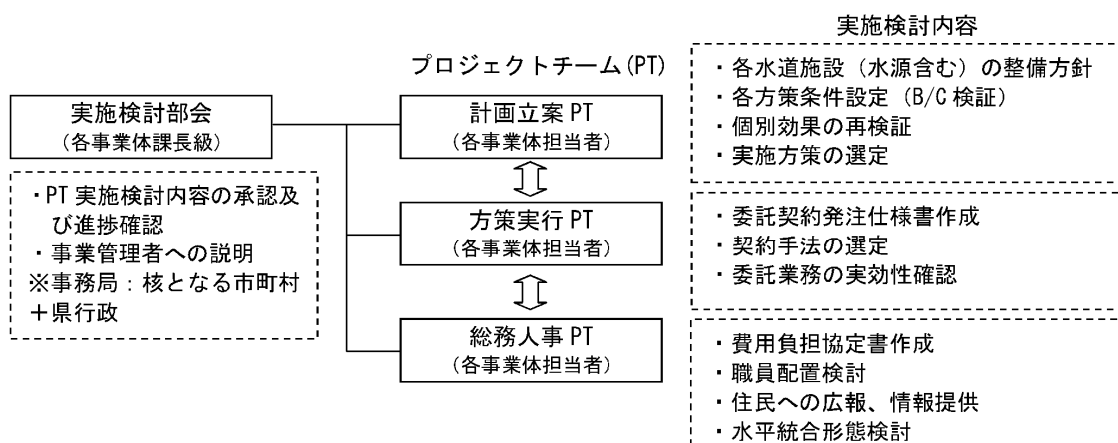 実施検討内容
プロジェクトチーム(PT)
実施検討部会
(各事業体課長級)
・PT 実施検討内容の承認及
び進捗確認
・事業管理者への説明
※事務局：核となる市町村
＋県行政
計画立案 PT
(各事業体担当者)
・各水道施設（水源含む）の整備方針
・各方策条件設定（B/C 検証）
・個別効果の再検証
・実施方策の選定
方策実行 PT
(各事業体担当者)
・委託契約発注仕様書作成
・契約手法の選定
・委託業務の実効性確認
総務人事 PT
(各事業体担当者)
・費用負担協定書作成
・職員配置検討
・住民への広報、情報提供
・水平統合形態検討